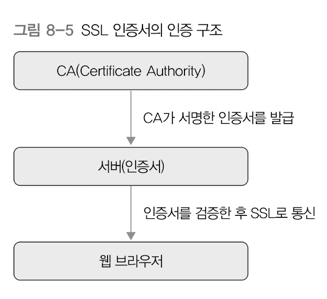 그림 8-5 SSL 인증서의 인증 구조
CA(Certificate Authority)
CA가 서명한 인증서를 발급
서버(인증서)
인증서를 검증한 후 SSL로 통신
웹 브라우저